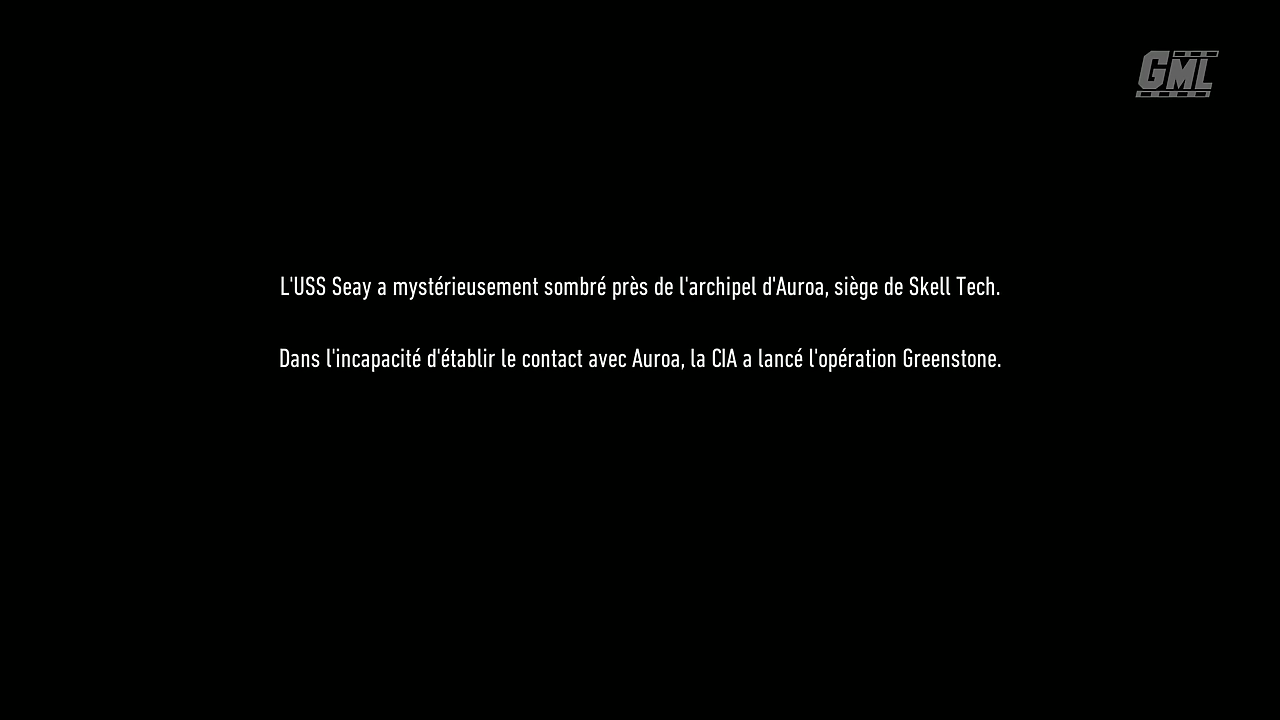 GML
L'USS Seay a mystérieusement sombré près de l'archipel d'Auroa, siège de Skell Tech.
Dans l'incapacité d'établir le contact avec Auroa, la CIA a lancé l'opération Greenstone.